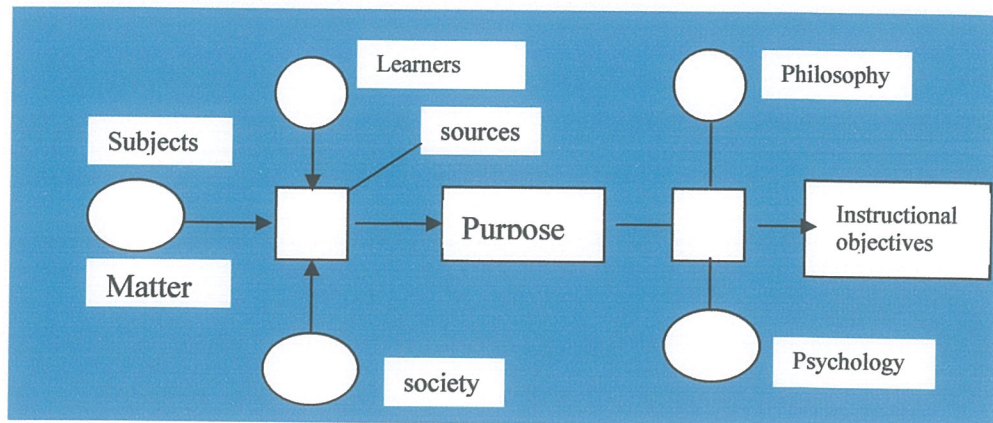 Learners
Philosophy
Subjects
sources
Purpose
Instructional
objectives
Matter
society
Psychology